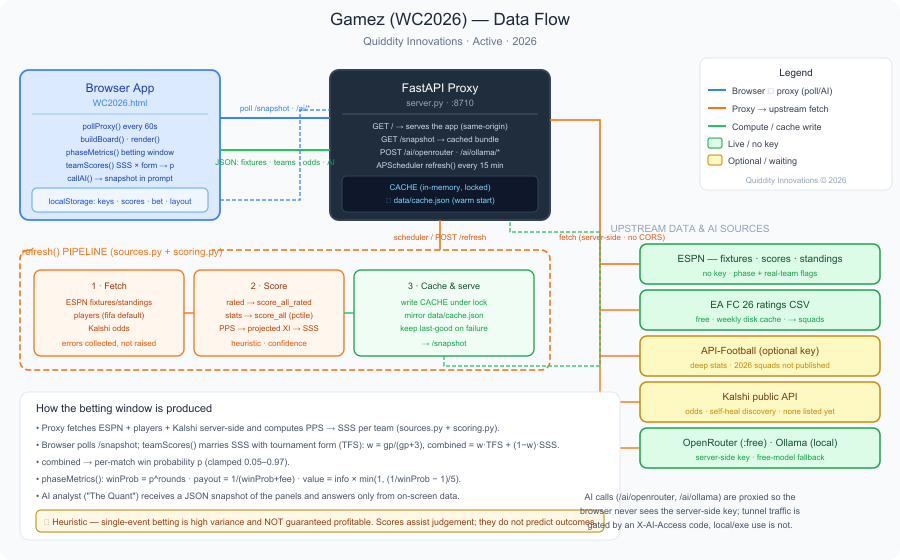 Gamez (WC2026) — Data Flow
Quiddity Innovations · Active · 2026
Browser App
WC2026.html
pollProxy() every 60s
buildBoard() · render()
phaseMetrics() betting window
teamScores() SSS × form → p
callAI() → snapshot in prompt
localStorage: keys · scores · bet · layout
poll /snapshot · /ai/*
JSON: fixtures · teams · odds · AI
FastAPI Proxy
server.py · :8710
GET / → serves the app (same-origin)
GET /snapshot → cached bundle
POST /ai/openrouter · /ai/ollama/*
APScheduler refresh() every 15 min
CACHE (in-memory, locked)
data/cache.json (warm start)
Legend
Browser proxy (poll/AI)
Proxy → upstream fetch
Compute / cache write
Live / no key
Optional / waiting
Quiddity Innovations © 2026
scheduler / POST /refresh
fetch (server-side · no CORS)
refresh() PIPELINE (sources.py + scoring.py)
1 · Fetch
ESPN fixtures/standings
players (fifa default)
Kalshi odds
errors collected, not raised
2 · Score
rated → score_all_rated
stats → score_all (pctile)
PPS → projected XI → SSS
heuristic · confidence
3 · Cache & serve
write CACHE under lock
mirror data/cache.json
keep last-good on failure
→ /snapshot
UPSTREAM DATA & AI SOURCES
ESPN — fixtures · scores · standings
no key · phase + real-team flags
EA FC 26 ratings CSV
free · weekly disk cache · → squads
API-Football (optional key)
deep stats · 2026 squads not published
Kalshi public API
odds · self-heal discovery · none listed yet
OpenRouter (:free) · Ollama (local)
server-side key · free-model fallback
How the betting window is produced
• Proxy fetches ESPN + players + Kalshi server-side and computes PPS → SSS per team (sources.py + scoring.py).
• Browser polls /snapshot; teamScores() marries SSS with tournament form (TFS): w = gp/(gp+3), combined = w·TFS + (1−w)·SSS.
• combined → per-match win probability p (clamped 0.05–0.97).
• phaseMetrics(): winProb = p^rounds · payout = 1/(winProb+fee) · value = info × min(1, (1/winProb − 1)/5).
• AI analyst ("The Quant") receives a JSON snapshot of the panels and answers only from on-screen data.
Heuristic — single-event betting is high variance and NOT guaranteed profitable. Scores assist judgement; they do not predict outcomes.
AI calls (/ai/openrouter, /ai/ollama) are proxied so the
browser never sees the server-side key; tunnel traffic is
gated by an X-AI-Access code, local/exe use is not.